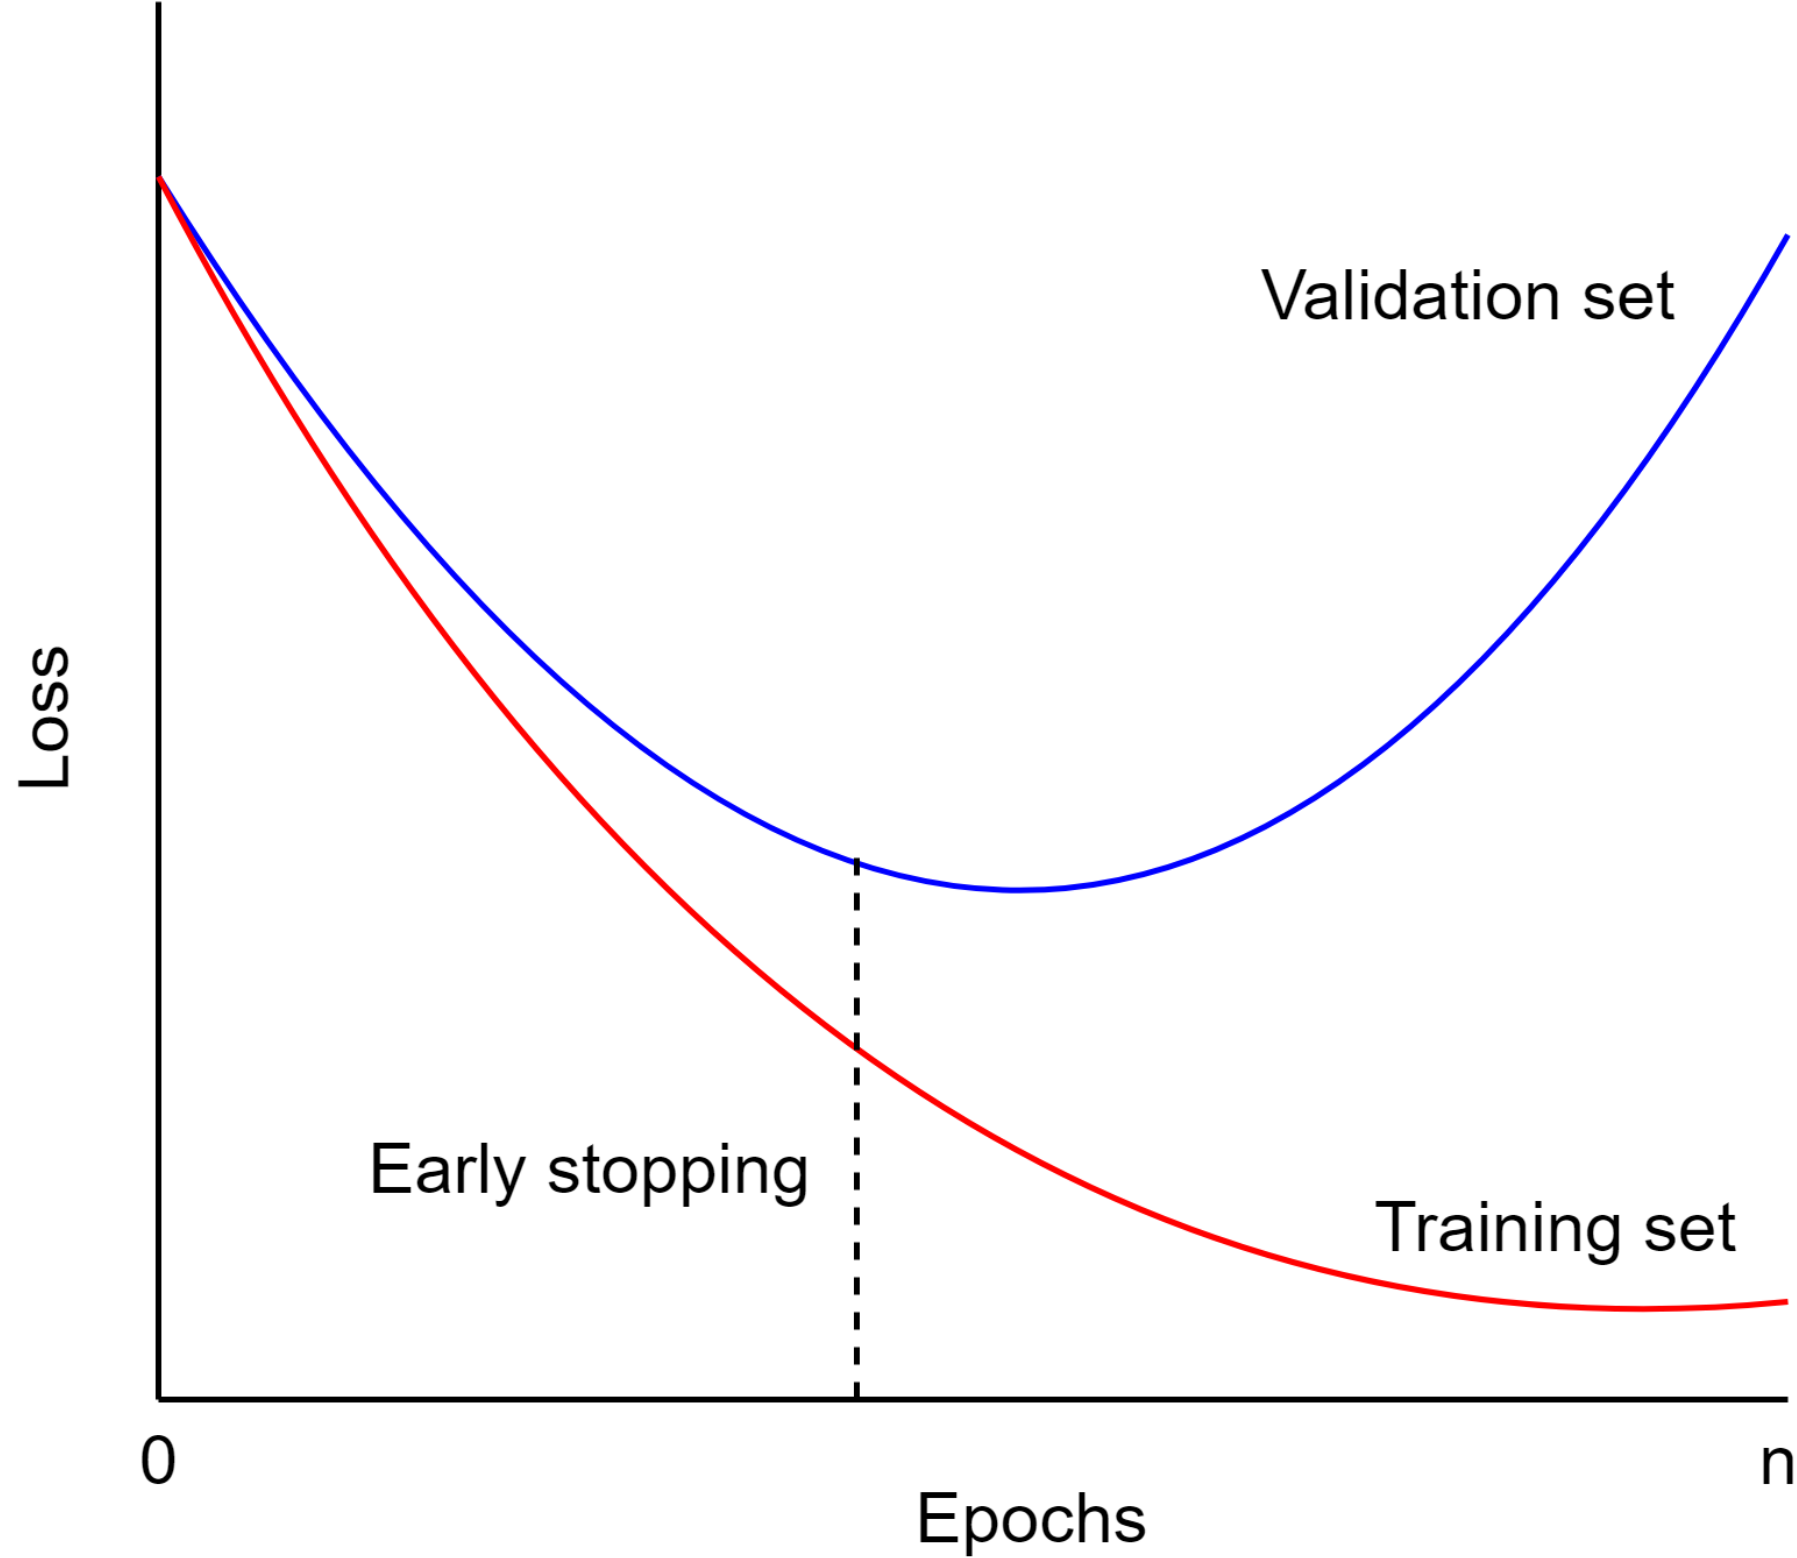 Validation set
Loss
Early stopping
Training set
0
n
Epochs